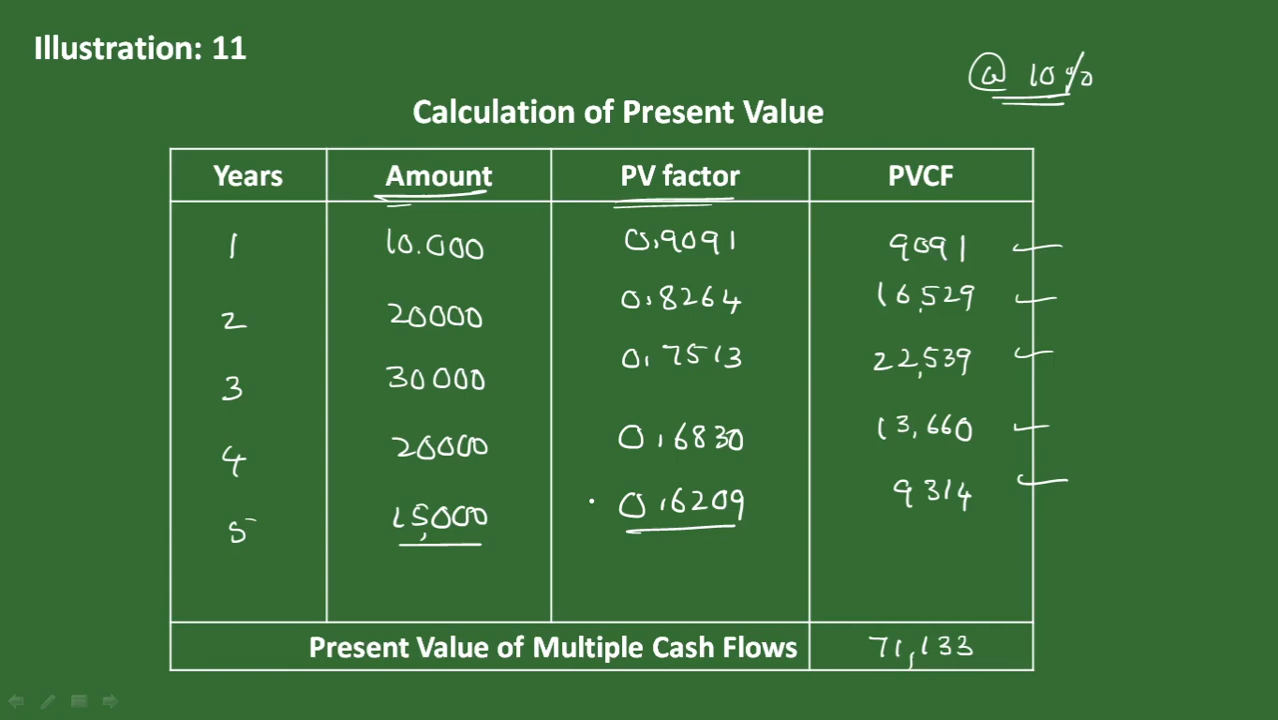 Illustration: 11
@ 10%
Calculation of Present Value
Years Amount PV factor PVCF
1 10.000 0.9091 9091
2 20000 0.8264 16,529
3 30000 0.7513 22,539
4 20000 0.6830 13,660
5 15,000 0.6209 9314
Present Value of Multiple Cash Flows 71,133